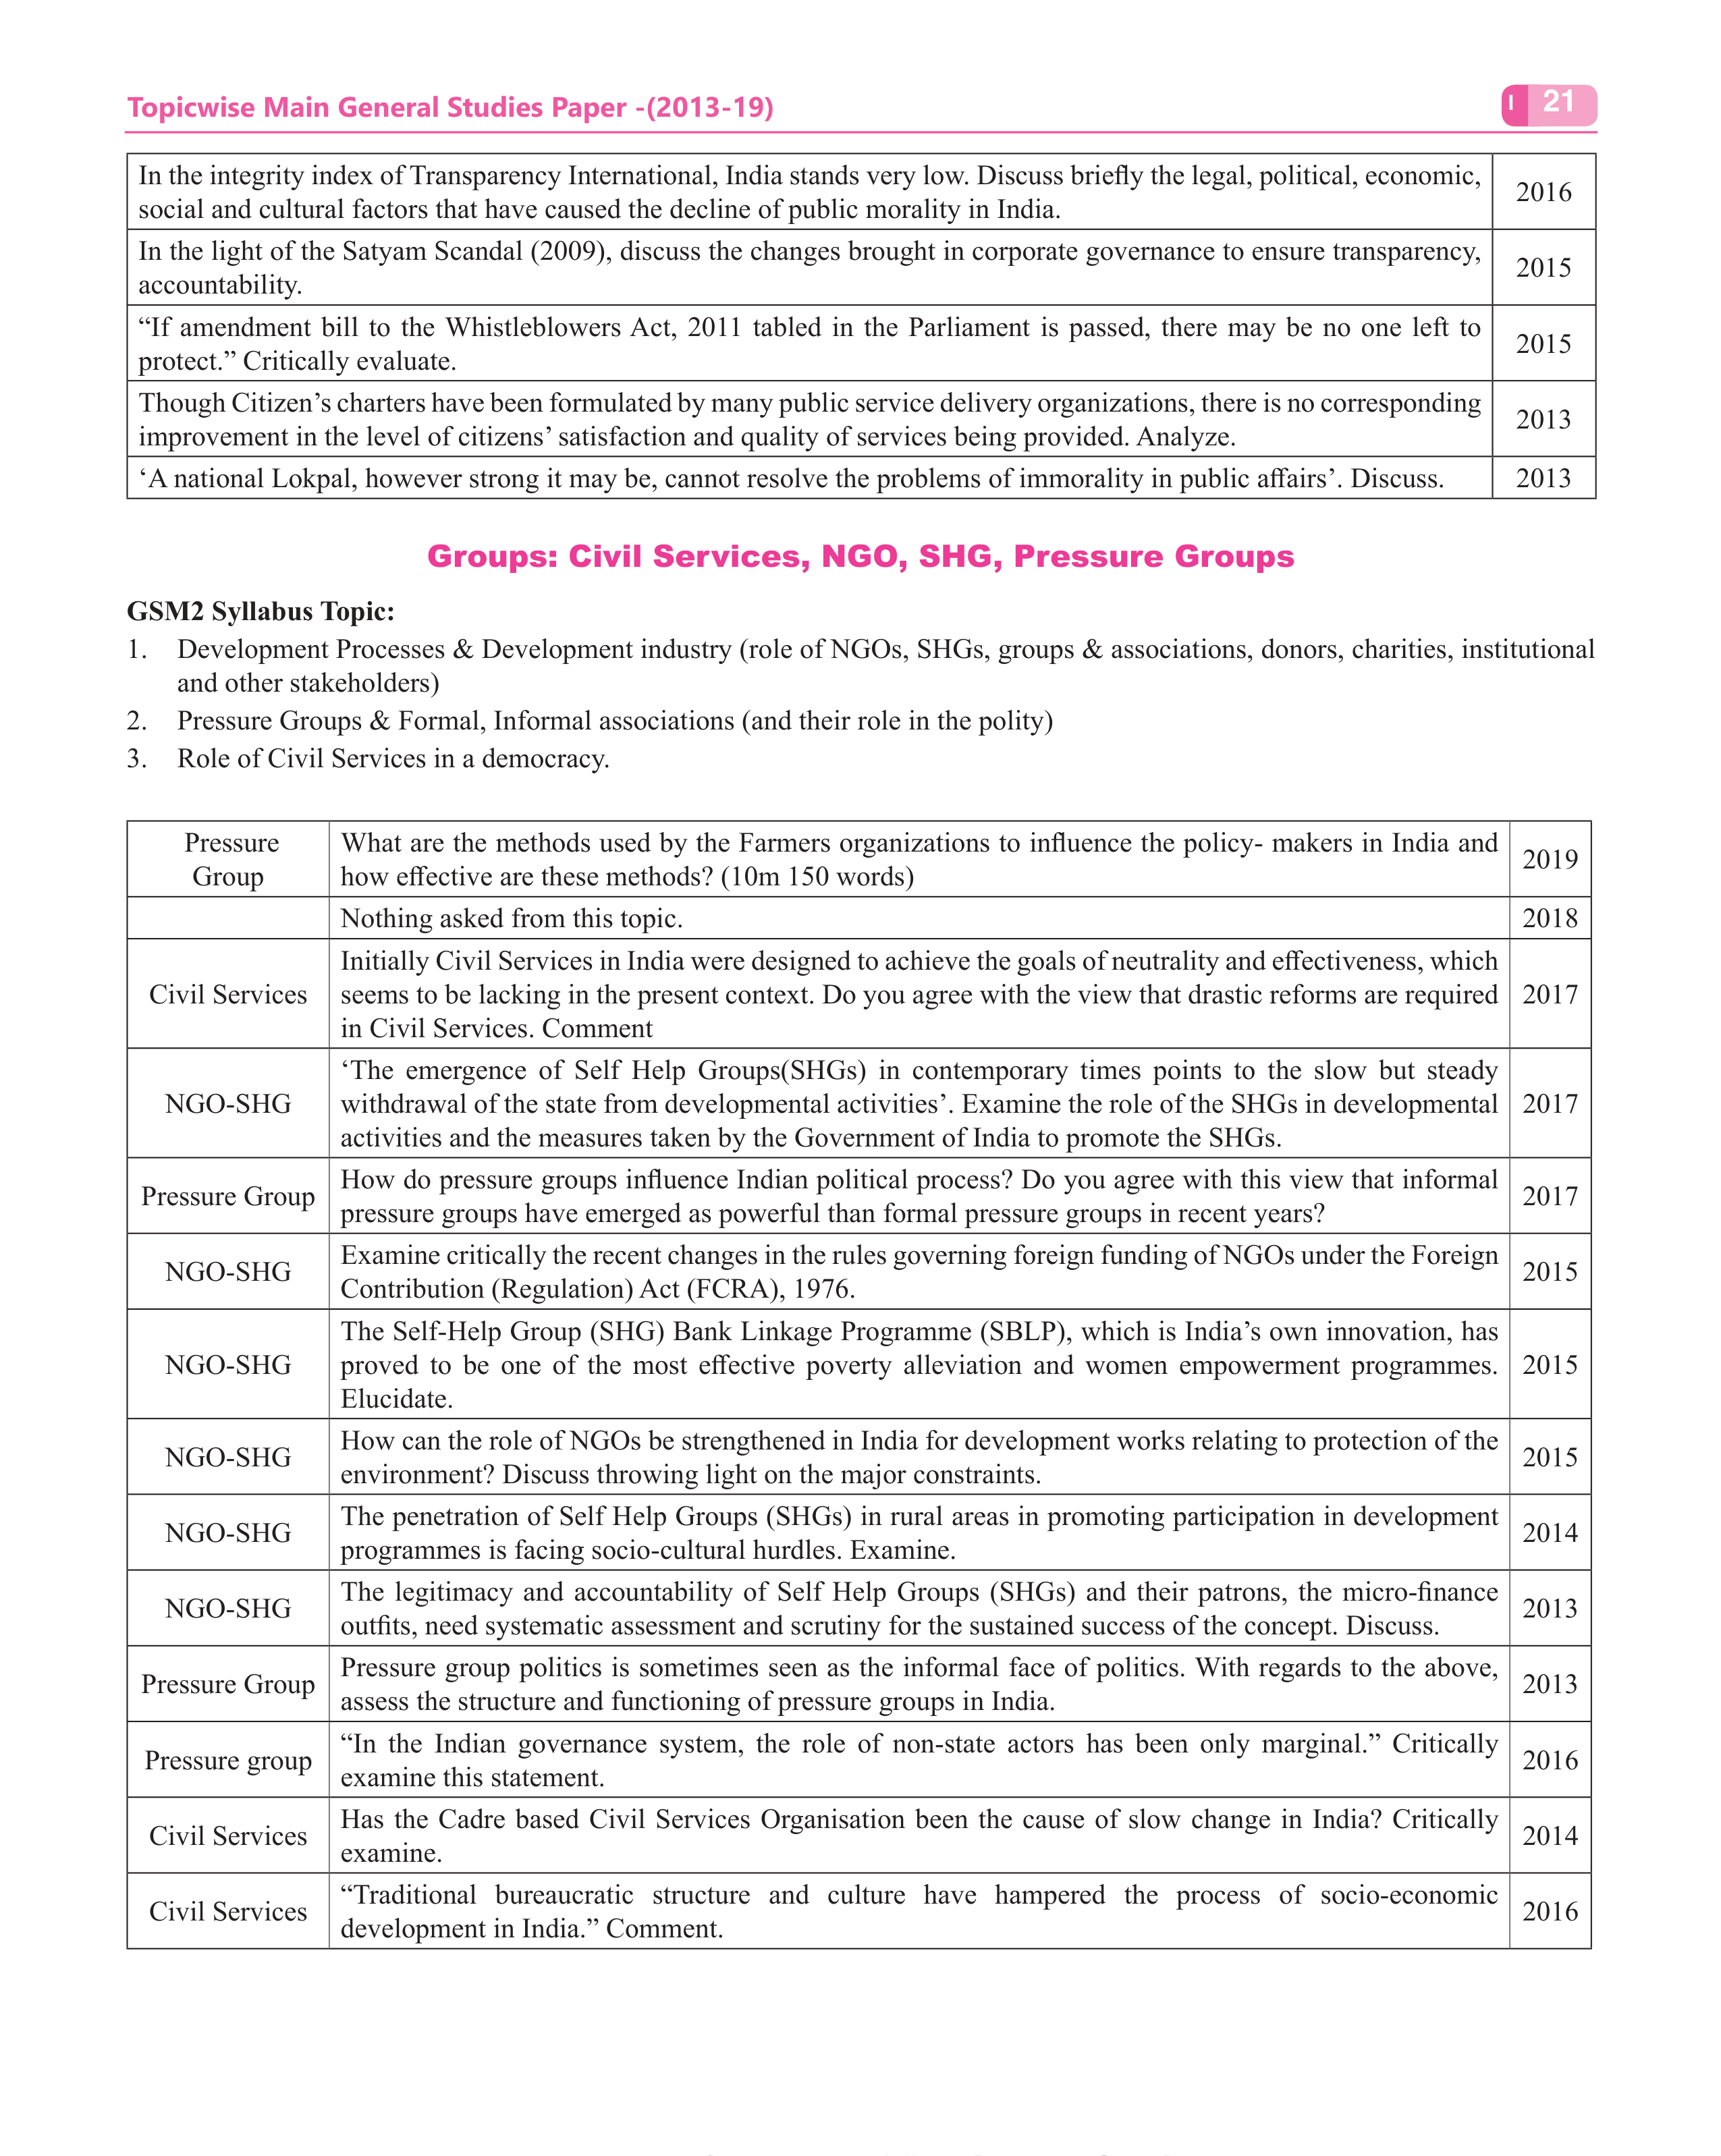 Topicwise Main General Studies Paper -(2013-19)
I 21
In the integrity index of Transparency International, India stands very low. Discuss briefly the legal, political, economic,
social and cultural factors that have caused the decline of public morality in India.
2016
In the light of the Satyam Scandal (2009), discuss the changes brought in corporate governance to ensure transparency,
accountability.
2015
“If amendment bill to the Whistleblowers Act, 2011 tabled in the Parliament is passed, there may be no one left to
protect.” Critically evaluate.
2015
Though Citizen’s charters have been formulated by many public service delivery organizations, there is no corresponding
improvement in the level of citizens’ satisfaction and quality of services being provided. Analyze.
2013
‘A national Lokpal, however strong it may be, cannot resolve the problems of immorality in public affairs’. Discuss.
2013
Groups: Civil Services, NGO, SHG, Pressure Groups
GSM2 Syllabus Topic:
1. Development Processes & Development industry (role of NGOs, SHGs, groups & associations, donors, charities, institutional
and other stakeholders)
2. Pressure Groups & Formal, Informal associations (and their role in the polity)
3. Role of Civil Services in a democracy.
Pressure
Group
What are the methods used by the Farmers organizations to influence the policy- makers in India and
how effective are these methods? (10m 150 words)
2019
Nothing asked from this topic.
2018
Civil Services
Initially Civil Services in India were designed to achieve the goals of neutrality and effectiveness, which
seems to be lacking in the present context. Do you agree with the view that drastic reforms are required
in Civil Services. Comment
2017
NGO-SHG
‘The emergence of Self Help Groups(SHGs) in contemporary times points to the slow but steady
withdrawal of the state from developmental activities’. Examine the role of the SHGs in developmental
activities and the measures taken by the Government of India to promote the SHGs.
2017
Pressure Group
How do pressure groups influence Indian political process? Do you agree with this view that informal
pressure groups have emerged as powerful than formal pressure groups in recent years?
2017
NGO-SHG
Examine critically the recent changes in the rules governing foreign funding of NGOs under the Foreign
Contribution (Regulation) Act (FCRA), 1976.
2015
NGO-SHG
The Self-Help Group (SHG) Bank Linkage Programme (SBLP), which is India’s own innovation, has
proved to be one of the most effective poverty alleviation and women empowerment programmes.
Elucidate.
2015
NGO-SHG
How can the role of NGOs be strengthened in India for development works relating to protection of the
environment? Discuss throwing light on the major constraints.
2015
NGO-SHG
The penetration of Self Help Groups (SHGs) in rural areas in promoting participation in development
programmes is facing socio-cultural hurdles. Examine.
2014
NGO-SHG
The legitimacy and accountability of Self Help Groups (SHGs) and their patrons, the micro-finance
outfits, need systematic assessment and scrutiny for the sustained success of the concept. Discuss.
2013
Pressure Group
Pressure group politics is sometimes seen as the informal face of politics. With regards to the above,
assess the structure and functioning of pressure groups in India.
2013
Pressure group
“In the Indian governance system, the role of non-state actors has been only marginal.” Critically
examine this statement.
2016
Civil Services
Has the Cadre based Civil Services Organisation been the cause of slow change in India? Critically
examine.
2014
Civil Services
“Traditional bureaucratic structure and culture have hampered the process of socio-economic
development in India.” Comment.
2016